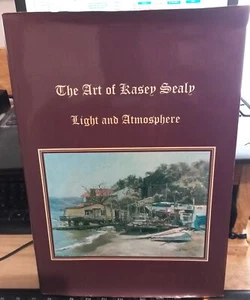 The Art of Kasey Sealy
Light and Atmosphere